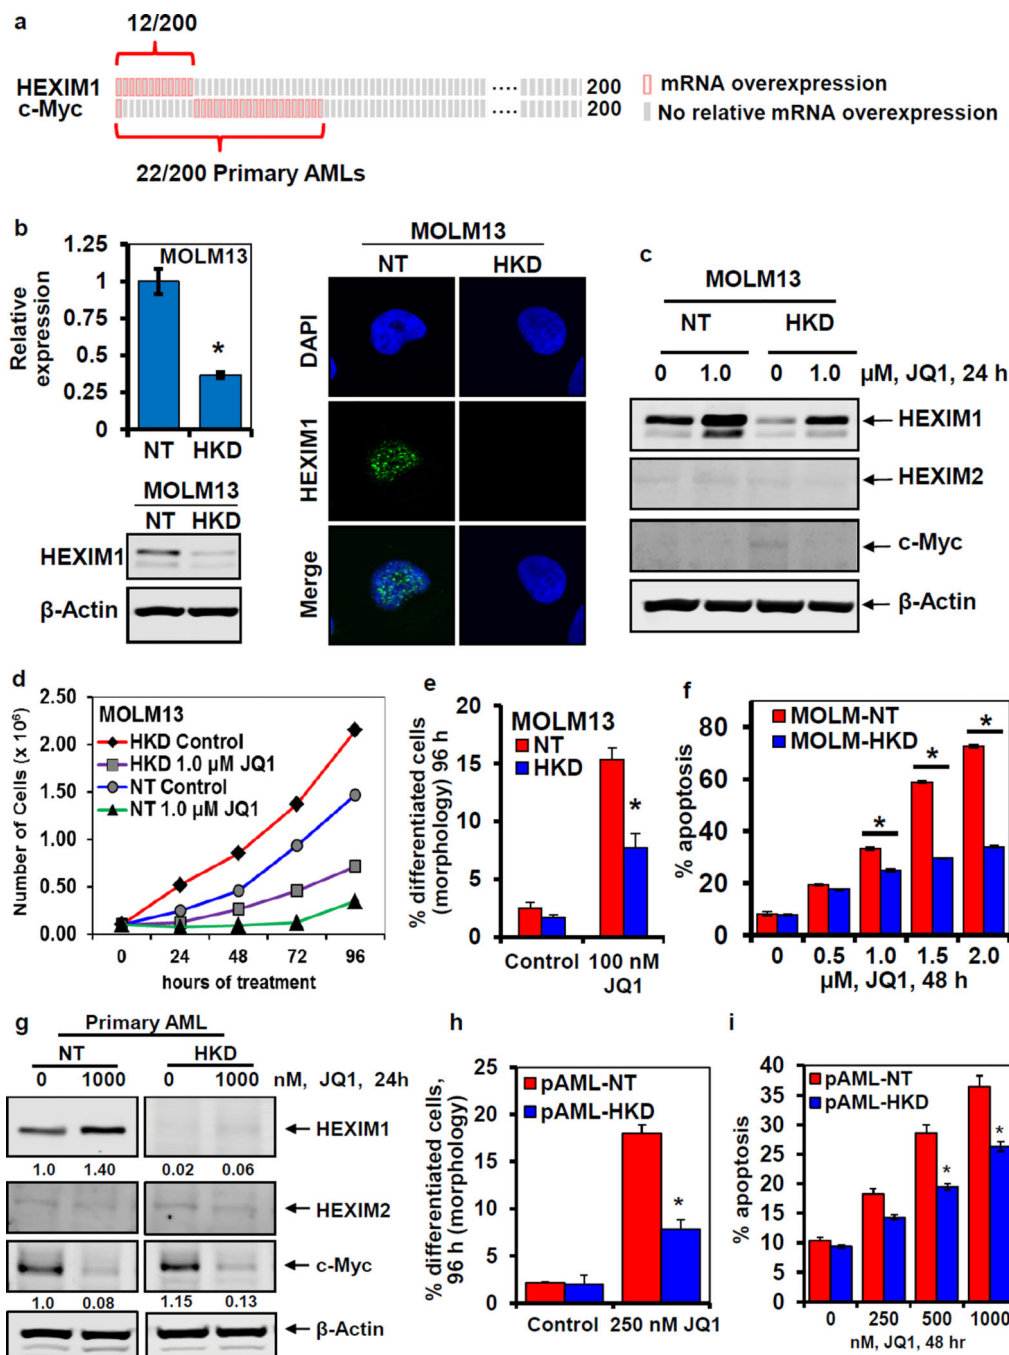 a
12/200
HEXIM1
200
mRNA overexpression
c-Myc
200
No relative mRNA overexpression
22/200 Primary AMLs
b
1.25
1
0.75
0.5
0.25
0
Relative
expression
MOLM13
*
NT HKD
MOLM13
NT HKD
HEXIM1
β-Actin
MOLM13
NT HKD
DAPI
HEXIM1
Merge
c
MOLM13
NT HKD
0 1.0 0 1.0 µM, JQ1, 24 h
HEXIM1
HEXIM2
c-Myc
β-Actin
d
2.50
2.00
1.50
1.00
0.50
0.00
Number of Cells (x 10⁶)
MOLM13
HKD Control
HKD 1.0 µM JQ1
NT Control
NT 1.0 µM JQ1
0 24 48 72 96
hours of treatment
e
20
15
10
5
0
% differentiated cells
(morphology) 96 h
MOLM13
NT
HKD
*
Control 100 nM
JQ1
f
80
60
40
20
0
% apoptosis
MOLM-NT
MOLM-HKD
*
*
*
0 0.5 1.0 1.5 2.0
µM, JQ1, 48 h
g
Primary AML
NT HKD
0 1000 0 1000 nM, JQ1, 24h
HEXIM1
1.0 1.40 0.02 0.06
HEXIM2
c-Myc
1.0 0.08 1.15 0.13
β-Actin
h
25
20
15
10
5
0
% differentiated cells,
96 h (morphology)
pAML-NT
pAML-HKD
*
Control 250 nM JQ1
i
40
35
30
25
20
15
10
5
0
% apoptosis
pAML-NT
pAML-HKD
*
*
0 250 500 1000
nM, JQ1, 48 hr